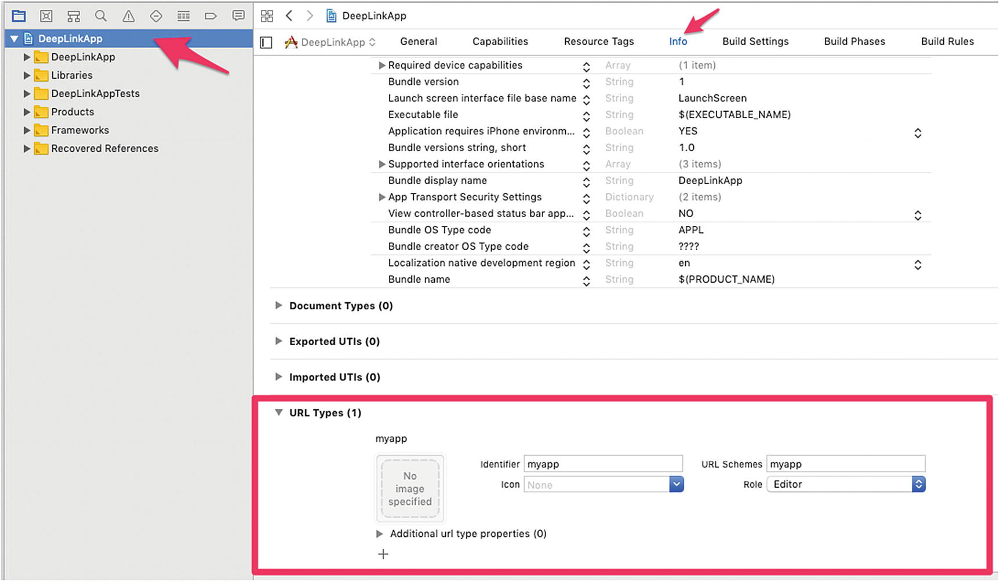 DeepLinkApp
DeepLinkApp
DeepLinkApp
Libraries
DeepLinkAppTests
Products
Frameworks
Recovered References
DeepLinkApp General Capabilities Resource Tags Info Build Settings Build Phases Build Rules
Required device capabilities Array (1 item)
Bundle version String 1
Launch screen interface file base name String LaunchScreen
Executable file String $(EXECUTABLE_NAME)
Application requires iPhone environm... Boolean YES
Bundle versions string, short String 1.0
Supported interface orientations Array (3 items)
Bundle display name String DeepLinkApp
App Transport Security Settings Dictionary (2 items)
View controller-based status bar app... Boolean NO
Bundle OS Type code String APPL
Bundle creator OS Type code String ????
Localization native development region String en
Bundle name String $(PRODUCT_NAME)
Document Types (0)
Exported UTIs (0)
Imported UTIs (0)
URL Types (1)
myapp
No
image
specified
Identifier myapp URL Schemes myapp
Icon None Role Editor
Additional url type properties (0)